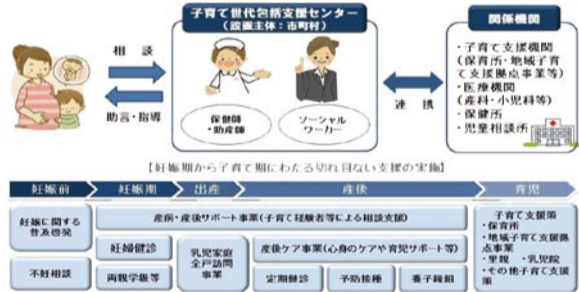 子育て世代包括支援センター
（設置主体：市町村）
関係機関
相談
助言・指導
保健師
・助産師
ソーシャル
ワーカー
連携
・子育て支援機関
（保育所・地域子育
て支援拠点事業等）
・医療機関
（産科・小児科等）
・保健所
・児童相談所
【妊娠期から子育て期にわたる切れ目ない支援の実施】
妊娠前
妊娠期
出産
産後
育児
妊娠に関する
普及啓発
不妊相談
産前・産後サポート事業（子育て経験者等による相談支援）
妊婦健診
両親学級等
乳児家庭
全戸訪問
事業
産後ケア事業（心身のケアや育児サポート等）
定期健診
予防接種
養子縁組
子育て支援策
・保育所
・地域子育て支援拠
点事業
・里親 ・乳児院
・その他子育て支援
策